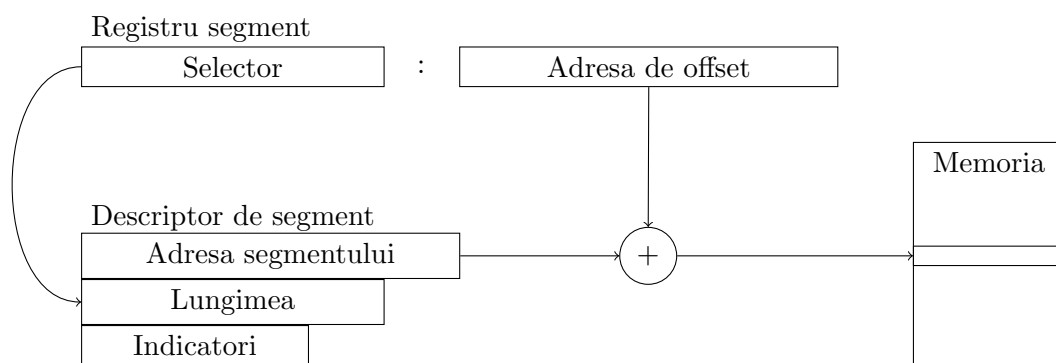 Registru segment
Selector : Adresa de offset
Memoria
Descriptor de segment
Adresa segmentului +
Lungimea
Indicatori